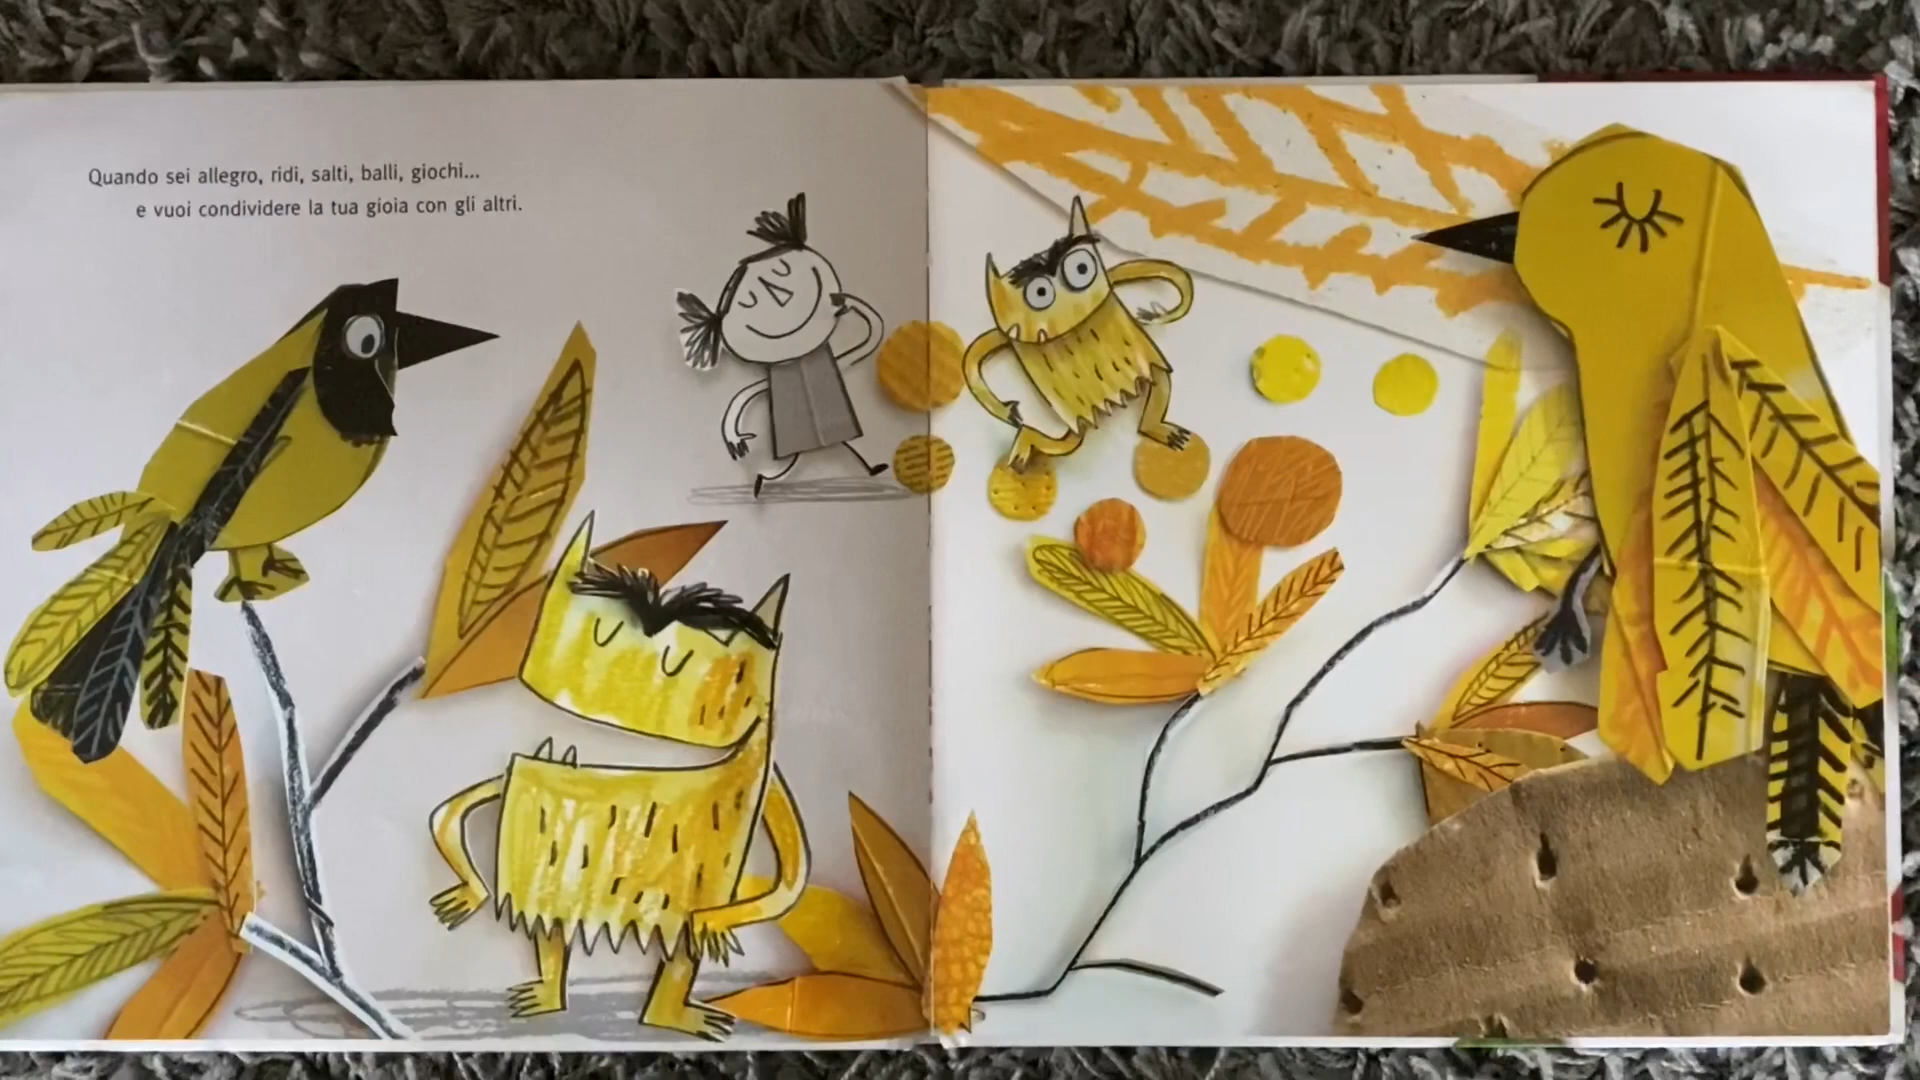 Quando sei allegro, ridi, salti, balli, giochi...
e vuoi condividere la tua gioia con gli altri.